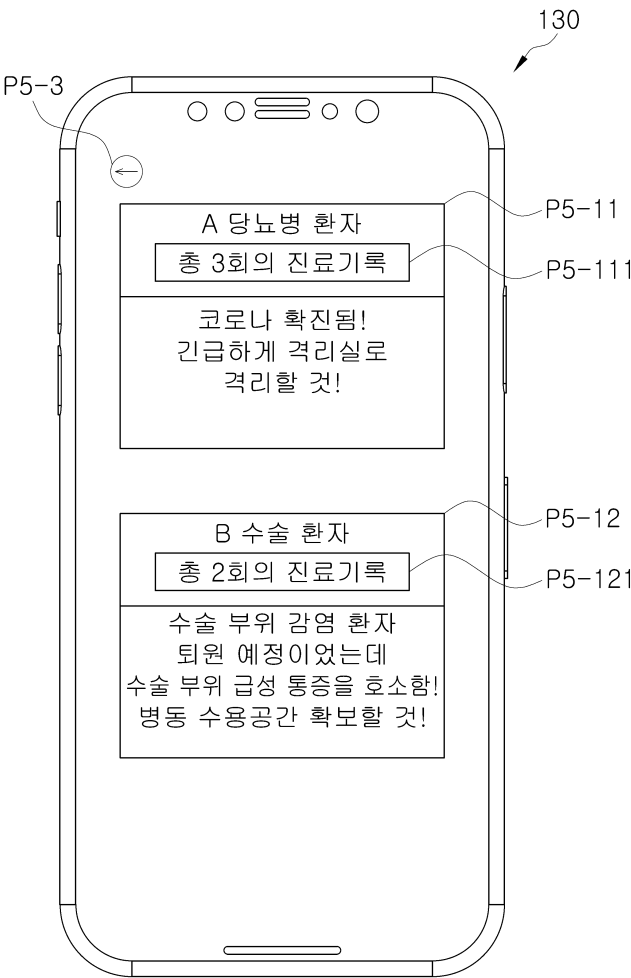 130
P5-3
P5-11
A 당뇨병 환자
총 3회의 진료기록
P5-111
코로나 확진됨!
긴급하게 격리실로
격리할 것!
P5-12
B 수술 환자
총 2회의 진료기록
P5-121
수술 부위 감염 환자
퇴원 예정이었는데
수술 부위 급성 통증을 호소함!
병동 수용공간 확보할 것!